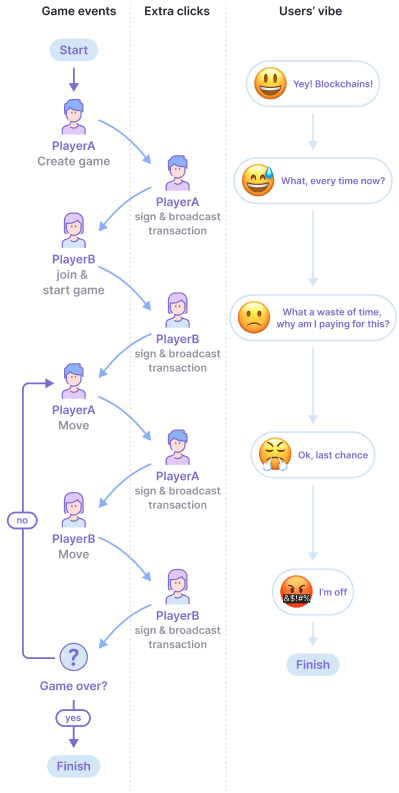 Game events
Extra clicks
Users’ vibe
Start
Yey! Blockchains!
PlayerA
Create game
What, every time now?
PlayerA
sign & broadcast
transaction
PlayerB
join &
start game
What a waste of time,
why am I paying for this?
PlayerB
sign & broadcast
transaction
PlayerA
Move
Ok, last chance
PlayerA
sign & broadcast
transaction
no
PlayerB
Move
&$!#%
I’m off
PlayerB
sign & broadcast
transaction
?
Finish
Game over?
yes
Finish